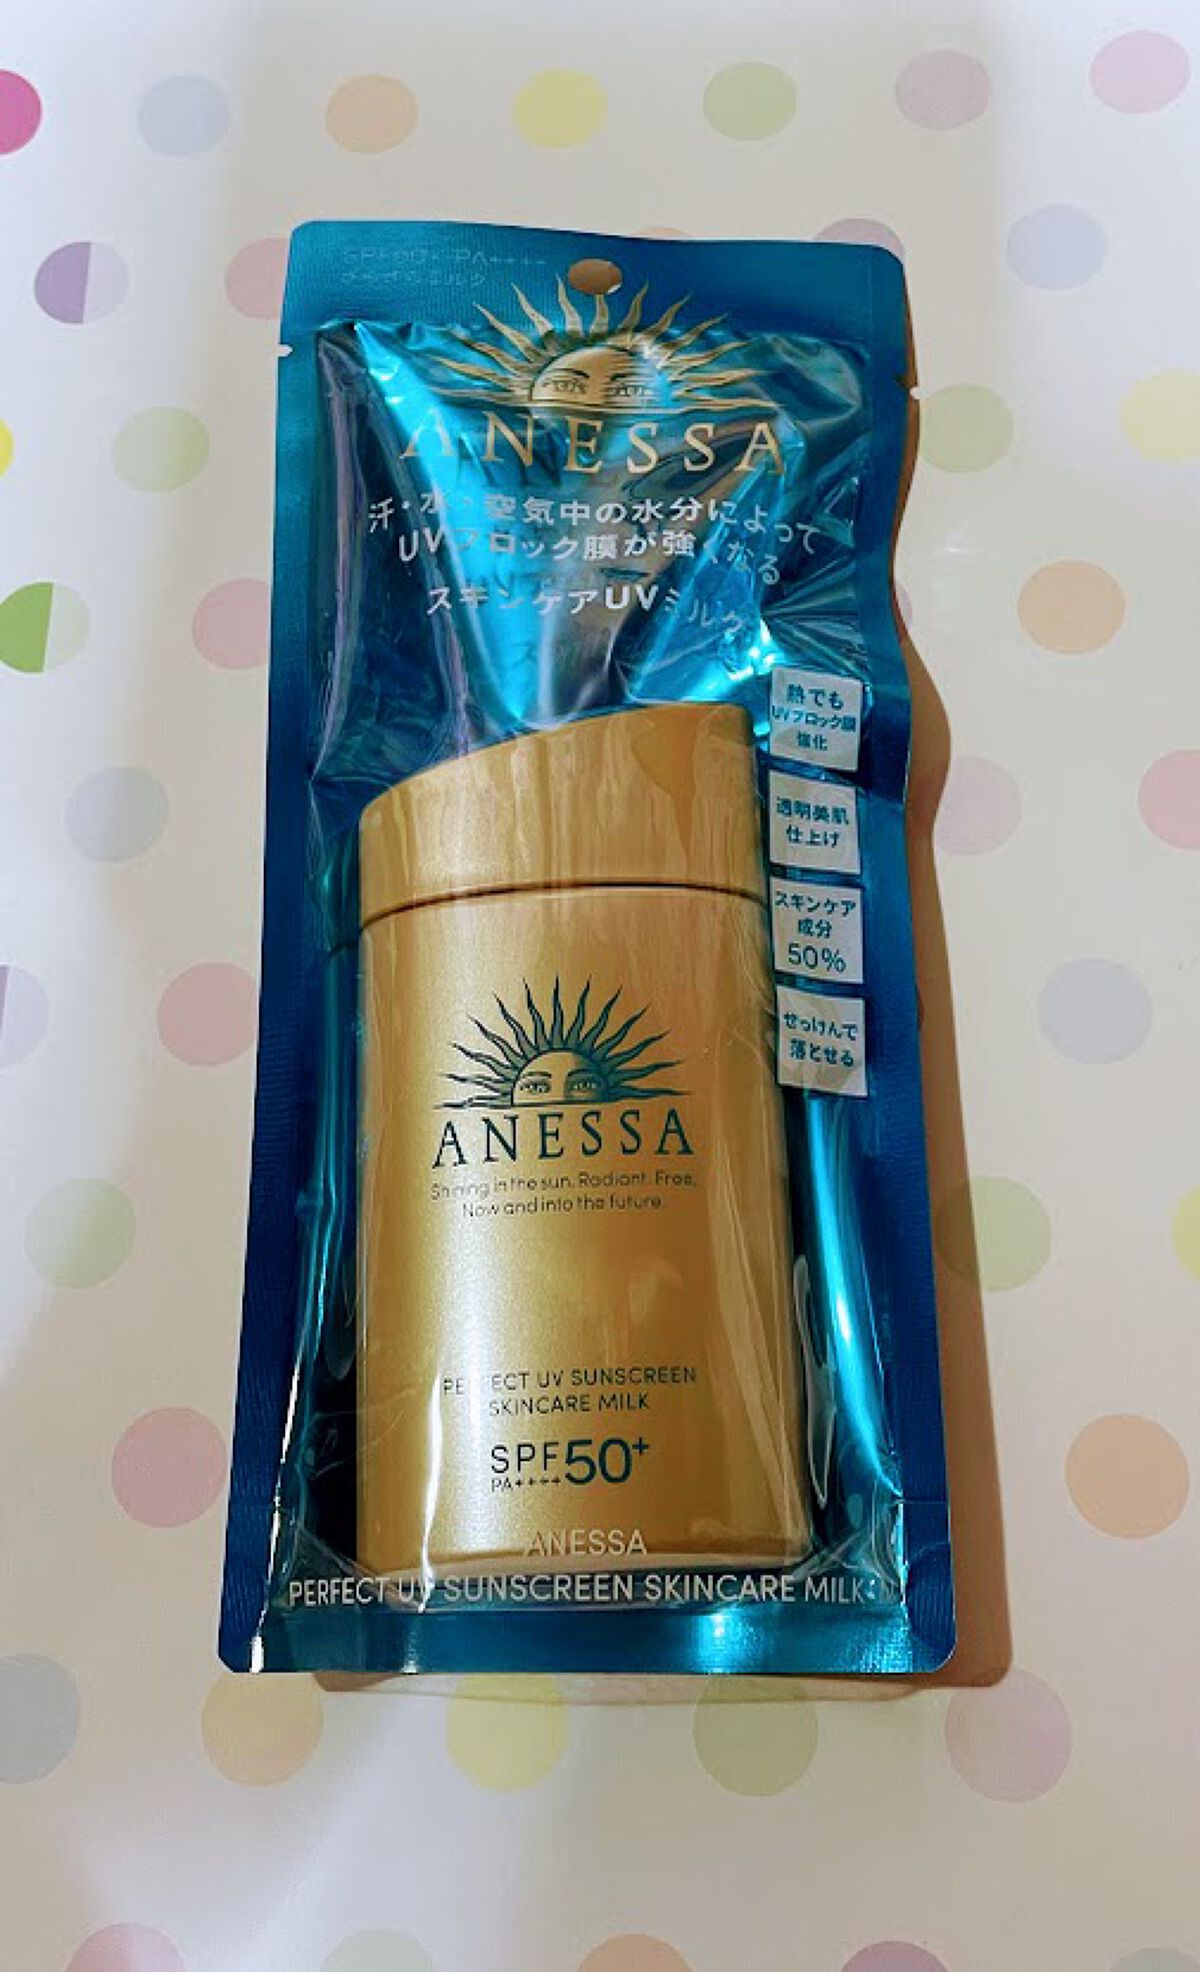 SPF50+ PA++++
ANESSA
汗・水・空気中の水分によって
UVブロック膜が強くなる
スキンケアUVミルク
熱でも
UVブロック膜
強化
透明美肌
仕上げ
スキンケア
成分
50%
せっけんで
落とせる
ANESSA
Shining in the sun. Radiant. Free.
Now and into the future.
PERFECT UV SUNSCREEN
SKINCARE MILK
SPF50+
PA++++
ANESSA
PERFECT UV SUNSCREEN SKINCARE MILK